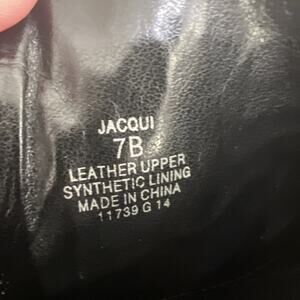 JACQUI
7B
LEATHER UPPER
SYNTHETIC LINING
MADE IN CHINA
11739 G 14